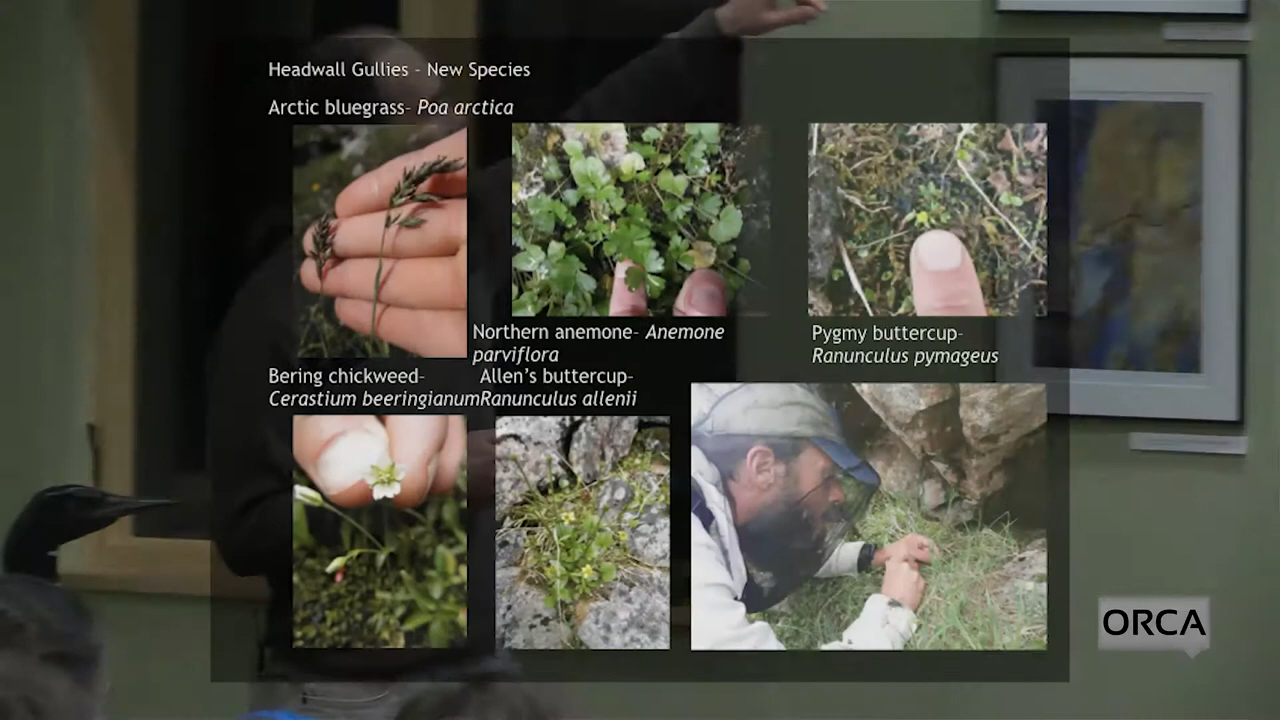 Headwall Gullies - New Species
Arctic bluegrass- Poa arctica
Northern anemone- Anemone
parviflora
Pygmy buttercup-
Ranunculus pymageus
Bering chickweed-
Cerastium beeringianum
Allen's buttercup-
Ranunculus allenii
ORCA